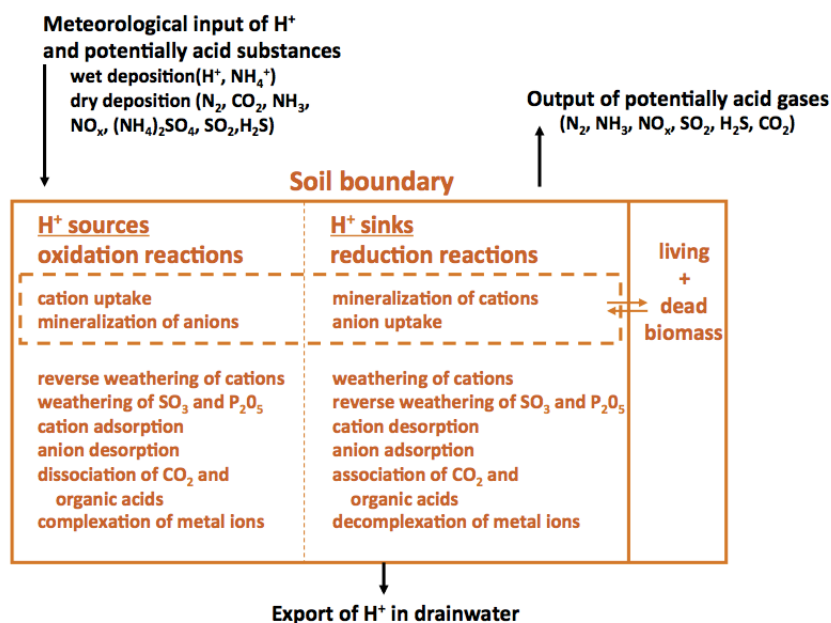 Meteorological input of H⁺
and potentially acid substances
wet deposition(H⁺, NH₄⁺)
dry deposition (N₂, CO₂, NH₃,
NOₓ, (NH₄)₂SO₄, SO₂,H₂S)
Output of potentially acid gases
(N₂, NH₃, NOₓ, SO₂, H₂S, CO₂)
Soil boundary
H⁺ sources
oxidation reactions
cation uptake
mineralization of anions
reverse weathering of cations
weathering of SO₃ and P₂0₅
cation adsorption
anion desorption
dissociation of CO₂ and
organic acids
complexation of metal ions
H⁺ sinks
reduction reactions
mineralization of cations
anion uptake
weathering of cations
reverse weathering of SO₃ and P₂0₅
cation desorption
anion adsorption
association of CO₂ and
organic acids
decomplexation of metal ions
living
+
dead
biomass
Export of H⁺ in drainwater